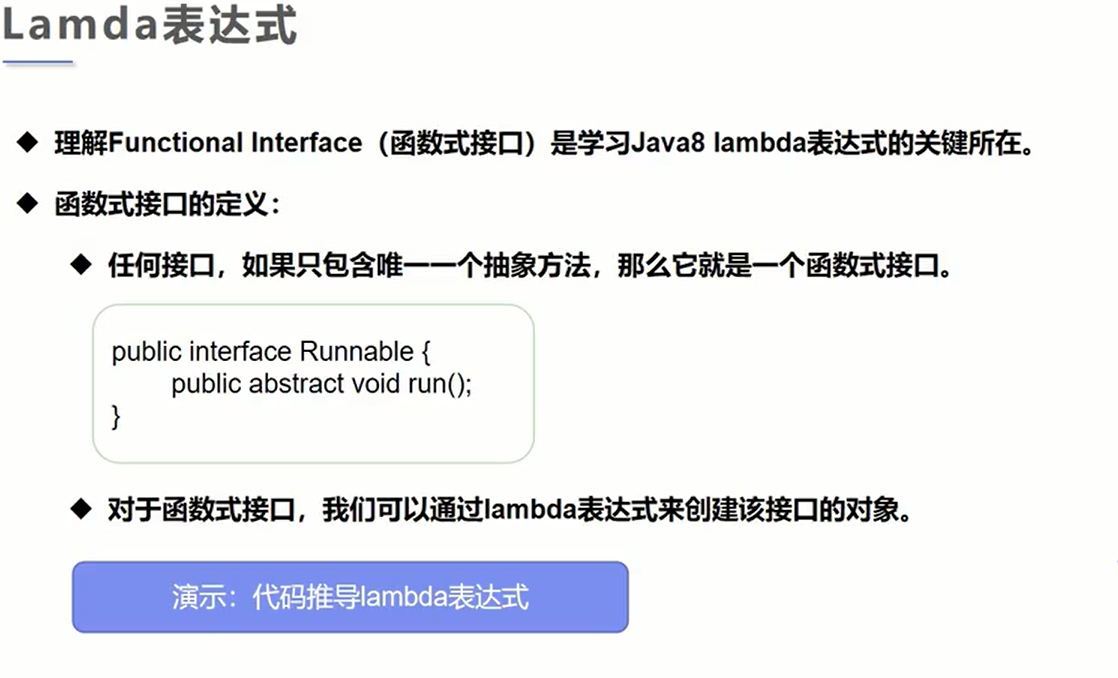 Lamda表达式
理解Functional Interface（函数式接口）是学习Java8 lambda表达式的关键所在。
函数式接口的定义：
任何接口，如果只包含唯一一个抽象方法，那么它就是一个函数式接口。
public interface Runnable {
public abstract void run();
}
对于函数式接口，我们可以通过lambda表达式来创建该接口的对象。
演示：代码推导lambda表达式